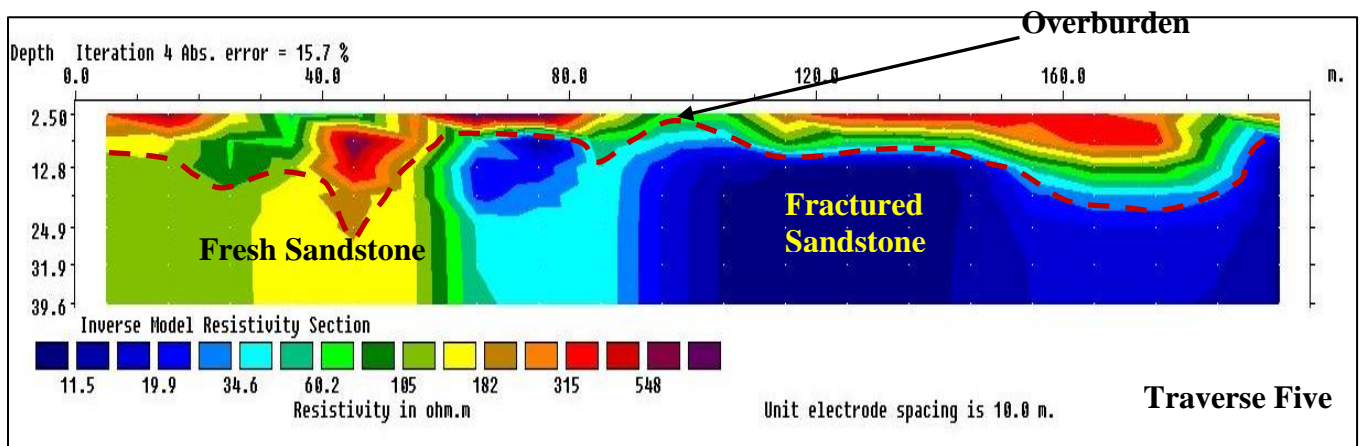 Overburden
Depth Iteration 4 Abs. error = 15.7 %
0.0 40.0 80.0 120.0 160.0 m.
2.50
12.8
24.9
31.9
39.6
Fresh Sandstone
Fractured
Sandstone
Inverse Model Resistivity Section
11.5 19.9 34.6 60.2 105 182 315 548
Resistivity in ohm.m
Unit electrode spacing is 10.0 m.
Traverse Five